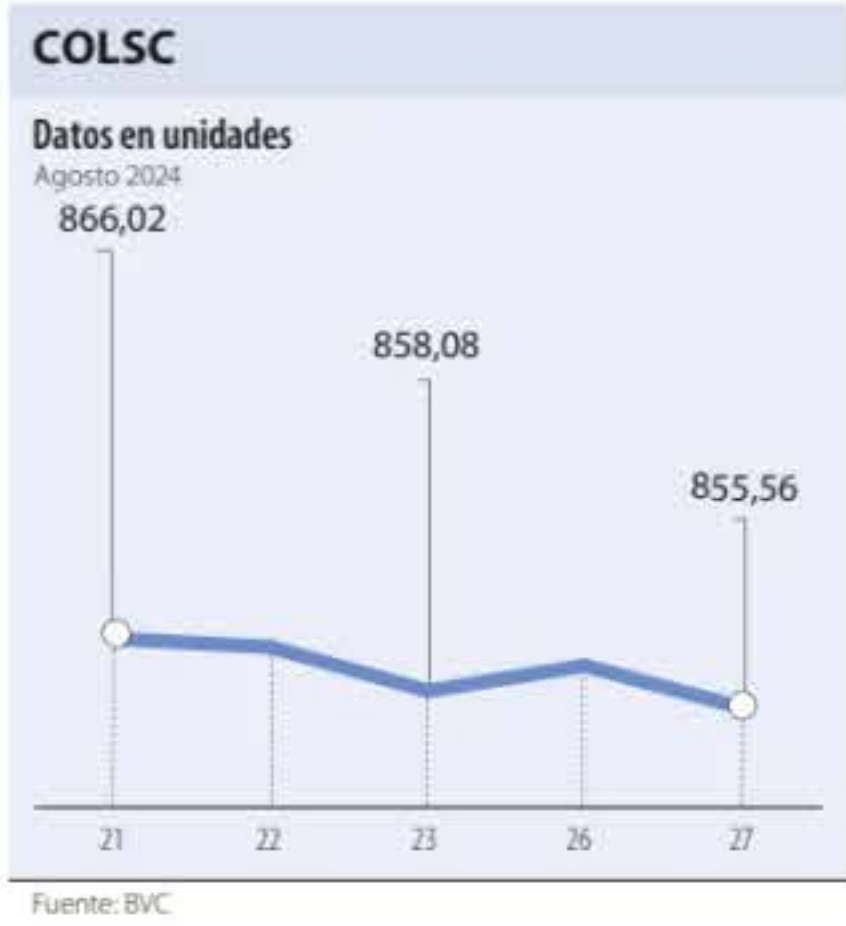 COLSC
Datos en unidades
Agosto 2024
866,02
858,08
855,56
21 22 23 26 27
Fuente: BVC